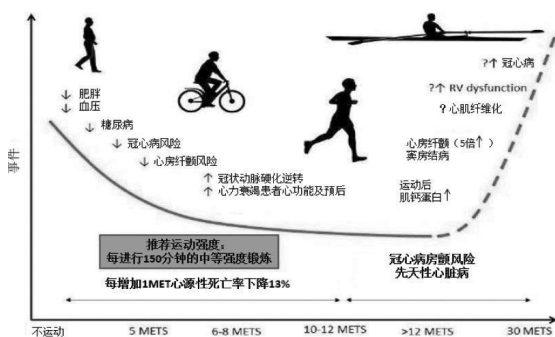 ?↑ 冠心病
↓ 肥胖
↓ 血压
?↑ RV dysfunction
↓ 糖尿病
? 心肌纤维化
↓ 冠心病风险
心房纤颤(5倍↑)
窦房结病
↓ 心房纤颤风险
↑ 冠状动脉硬化逆转
↑ 心力衰竭患者心功能及预后
运动后
肌钙蛋白↑
事件
推荐运动强度:
每进行150分钟的中等强度锻炼
冠心病房颤风险
先天性心脏病
每增加1MET心源性死亡率下降13%
不运动
5 METS
6-8 METS
10-12 METS
>12 METS
30 METS